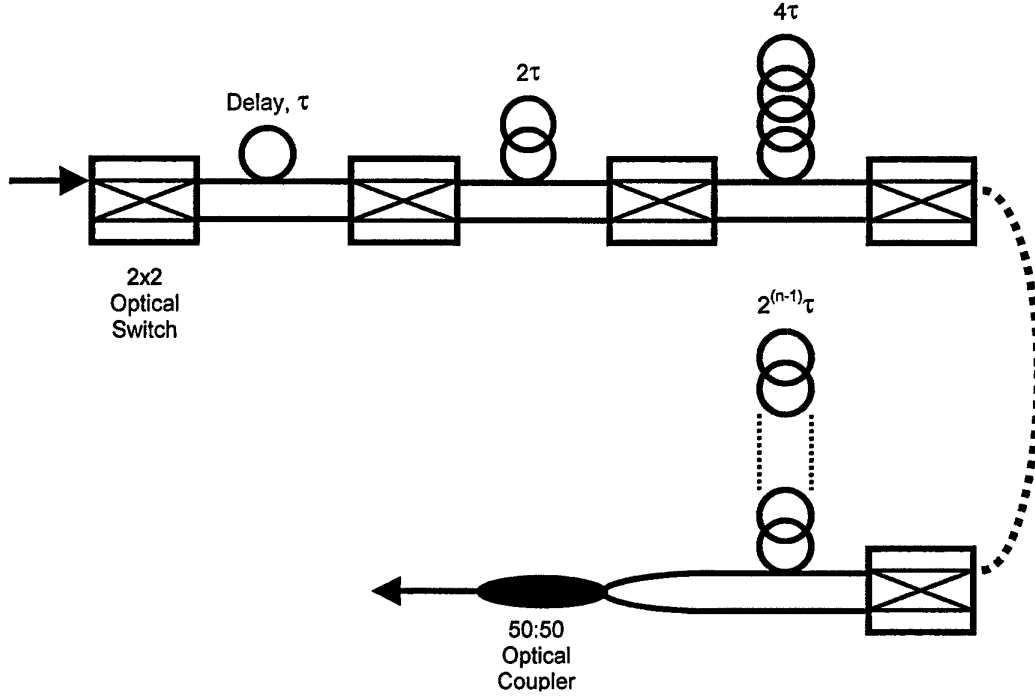 4τ
2τ
Delay, τ
2x2
Optical
Switch
2^(n-1)τ
50:50
Optical
Coupler